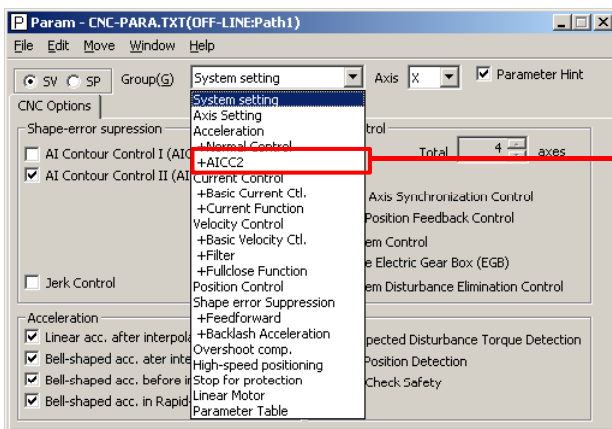 P Param - CNC-PARA.TXT(OFF-LINE:Path1)
File Edit Move Window Help
SV SP Group(G) System setting Axis X Parameter Hint
CNC Options
System setting
Axis Setting
Acceleration
+Normal Control
+AICC2
Current Control
+Basic Current Ctl.
+Current Function
Velocity Control
+Basic Velocity Ctl.
+Filter
+Fullclose Function
Position Control
Shape error Suppression
+Feedforward
+Backlash Acceleration
Overshoot comp.
High-speed positioning
Stop for protection
Linear Motor
Parameter Table
Shape-error supression
AI Contour Control I (AIC
AI Contour Control II (AI
Jerk Control
Acceleration
Linear acc. after interpola
Bell-shaped acc. ater inte
Bell-shaped acc. before i
Bell-shaped acc. in Rapid-
trol
Total 4 axes
Axis Synchronization Control
Position Feedback Control
em Control
e Electric Gear Box (EGB)
em Disturbance Elimination Control
pected Disturbance Torque Detection
Position Detection
Check Safety